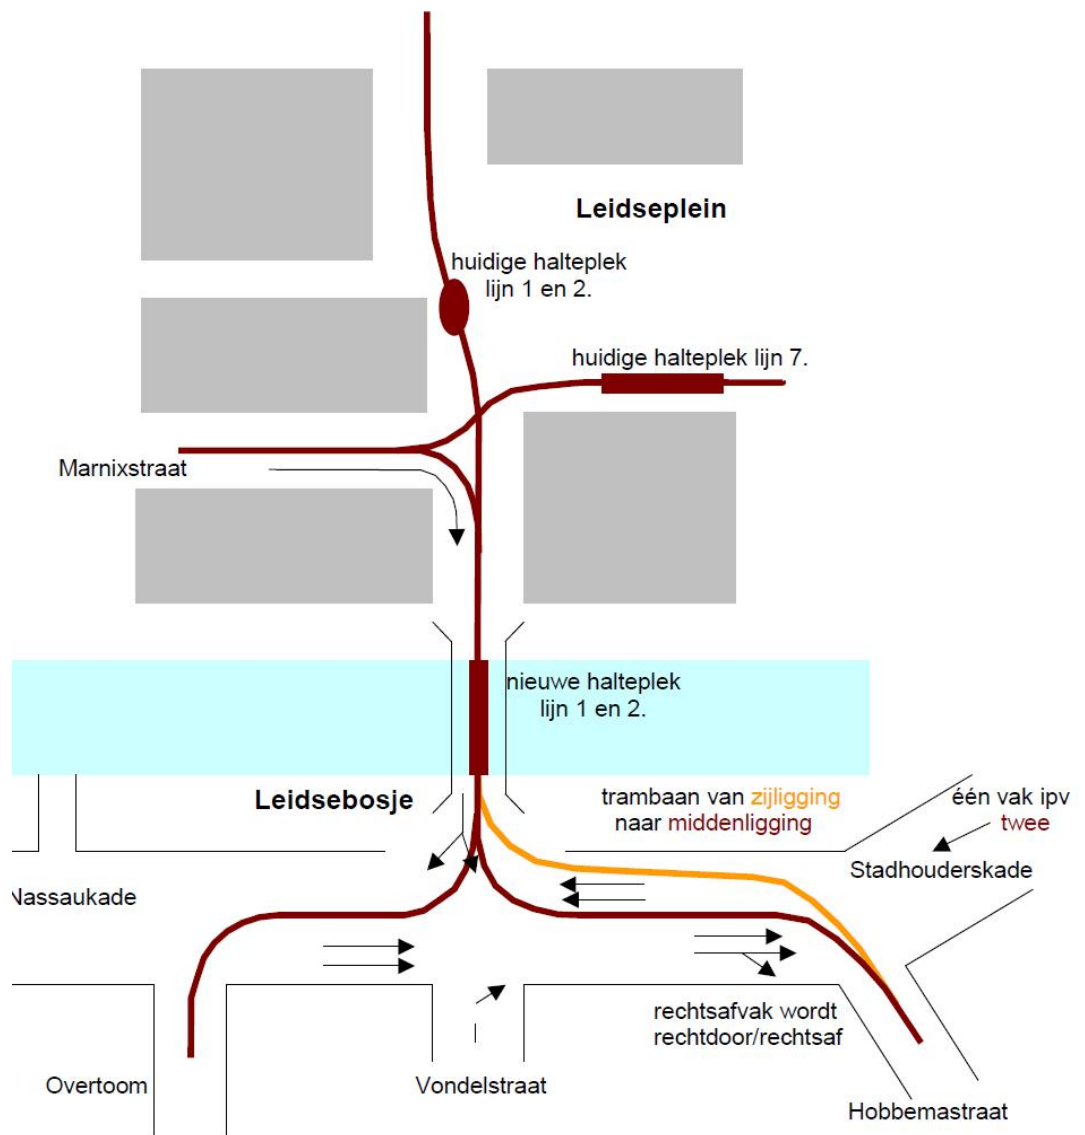 Leidseplein
huidige halteplek
lijn 1 en 2.
huidige halteplek lijn 7.
Marnixstraat
nieuwe halteplek
lijn 1 en 2.
Leidsebosje
trambaan van zijligging
naar middenligging
één vak ipv
twee
Stadhouderskade
Nassaukade
rechtsafvak wordt
rechtdoor/rechtsaf
Overtoom
Vondelstraat
Hobbemastraat